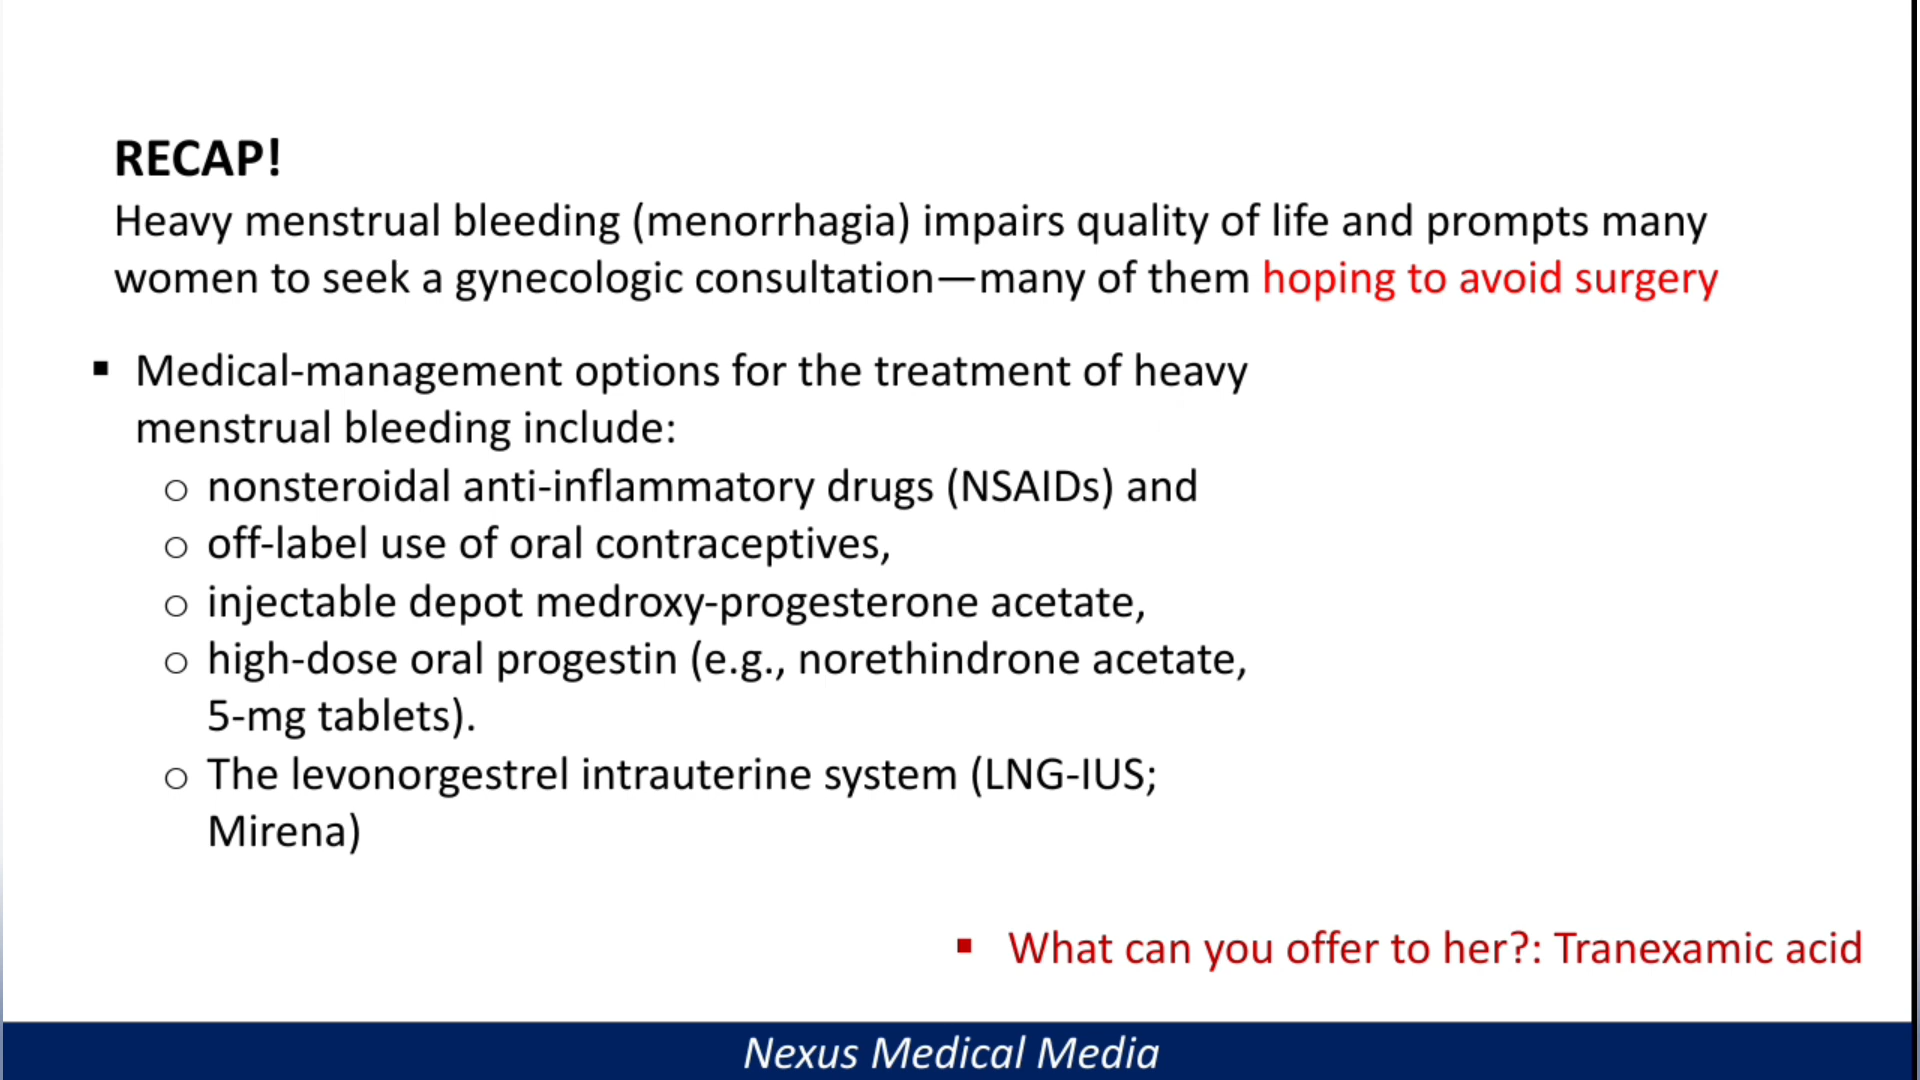 RECAP!
Heavy menstrual bleeding (menorrhagia) impairs quality of life and prompts many
women to seek a gynecologic consultation—many of them hoping to avoid surgery
▪ Medical-management options for the treatment of heavy
menstrual bleeding include:
o nonsteroidal anti-inflammatory drugs (NSAIDs) and
o off-label use of oral contraceptives,
o injectable depot medroxy-progesterone acetate,
o high-dose oral progestin (e.g., norethindrone acetate,
5-mg tablets).
o The levonorgestrel intrauterine system (LNG-IUS;
Mirena)
▪ What can you offer to her?: Tranexamic acid
Nexus Medical Media